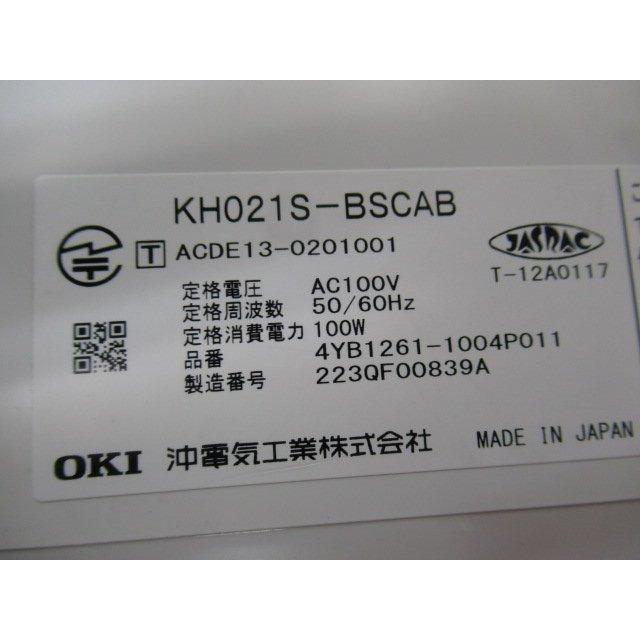 KH021S-BSCAB
T ACDE13-0201001
JASRAC
T-12A0117
定格電圧 AC100V
定格周波数 50/60Hz
定格消費電力 100W
品番 4YB1261-1004P011
製造番号 223QF00839A
OKI 沖電気工業株式会社 MADE IN JAPAN